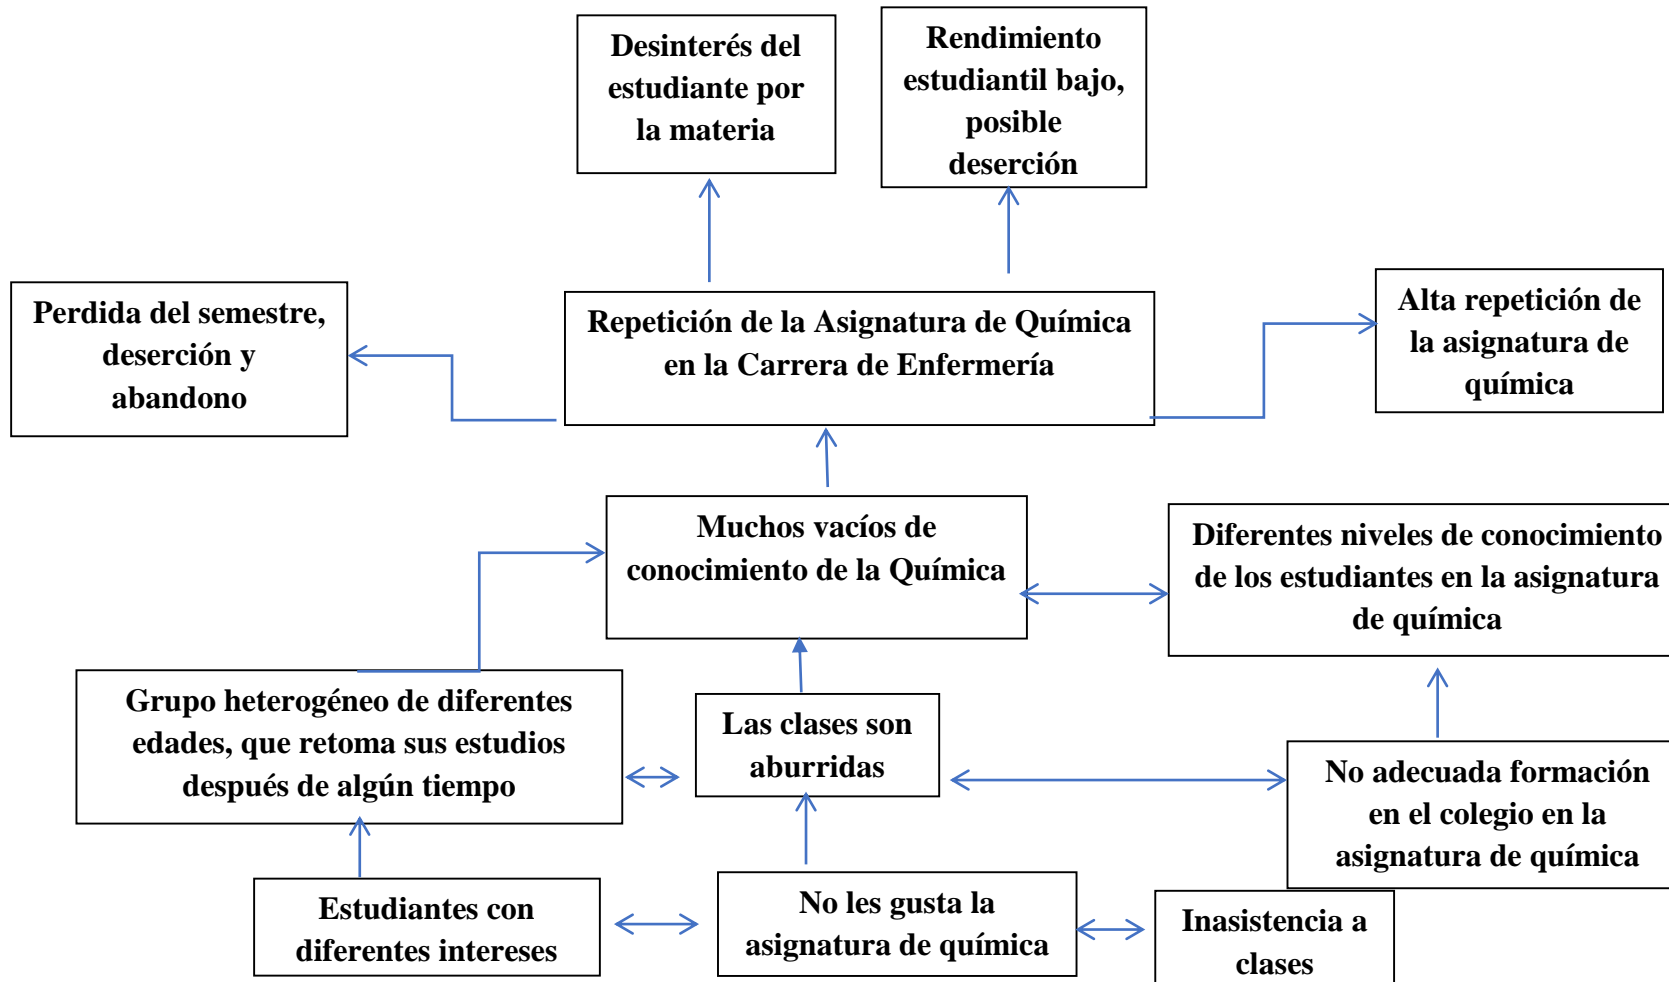 Desinterés del
estudiante por
la materia
Rendimiento
estudiantil bajo,
posible
deserción
Perdida del semestre,
deserción y
abandono
Repetición de la Asignatura de Química
en la Carrera de Enfermería
Alta repetición de
la asignatura de
química
Muchos vacíos de
conocimiento de la Química
Diferentes niveles de conocimiento
de los estudiantes en la asignatura
de química
Grupo heterogéneo de diferentes
edades, que retoma sus estudios
después de algún tiempo
Las clases son
aburridas
No adecuada formación
en el colegio en la
asignatura de química
Estudiantes con
diferentes intereses
No les gusta la
asignatura de química
Inasistencia a
clases